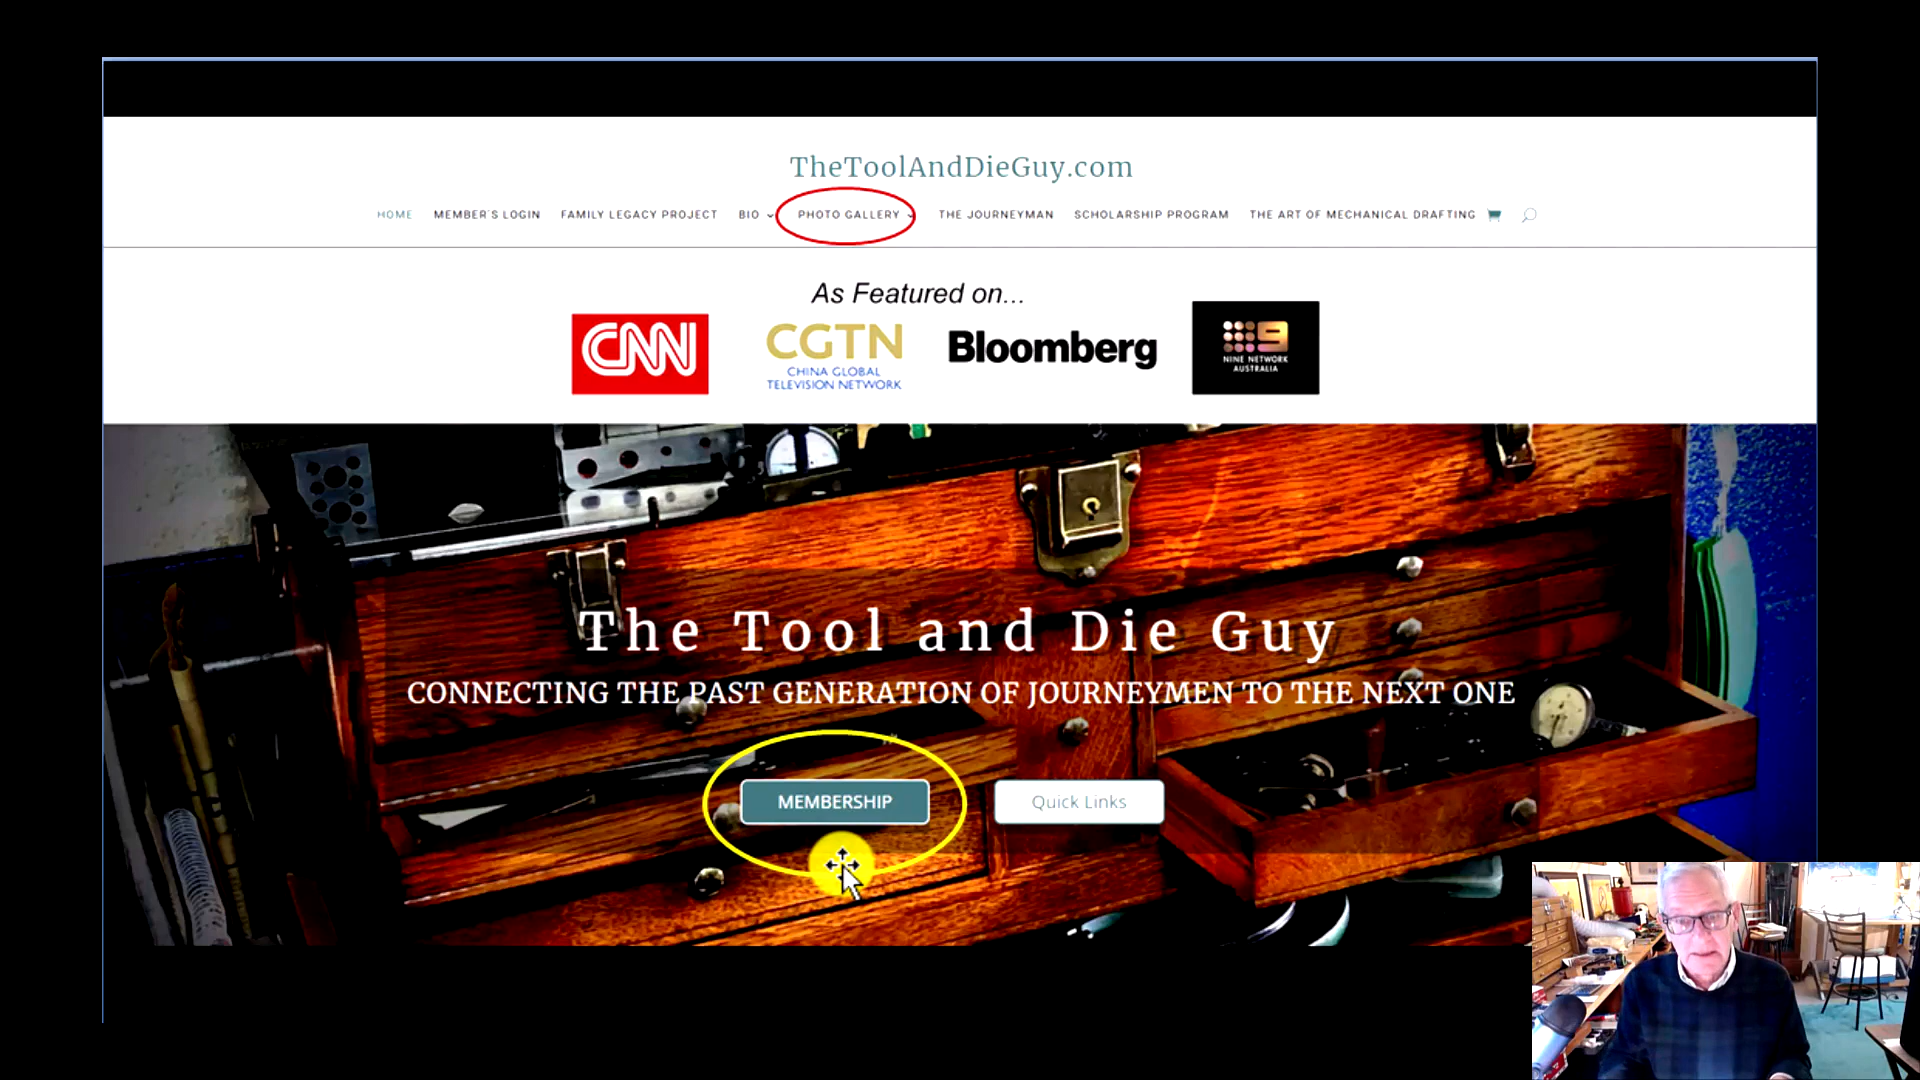 TheToolAndDieGuy.com
HOME MEMBER'S LOGIN FAMILY LEGACY PROJECT BIO PHOTO GALLERY THE JOURNEYMAN SCHOLARSHIP PROGRAM THE ART OF MECHANICAL DRAFTING
As Featured on...
CNN
CGTN
CHINA GLOBAL
TELEVISION NETWORK
Bloomberg
9
NINE NETWORK
AUSTRALIA
The Tool and Die Guy
CONNECTING THE PAST GENERATION OF JOURNEYMEN TO THE NEXT ONE
MEMBERSHIP Quick Links